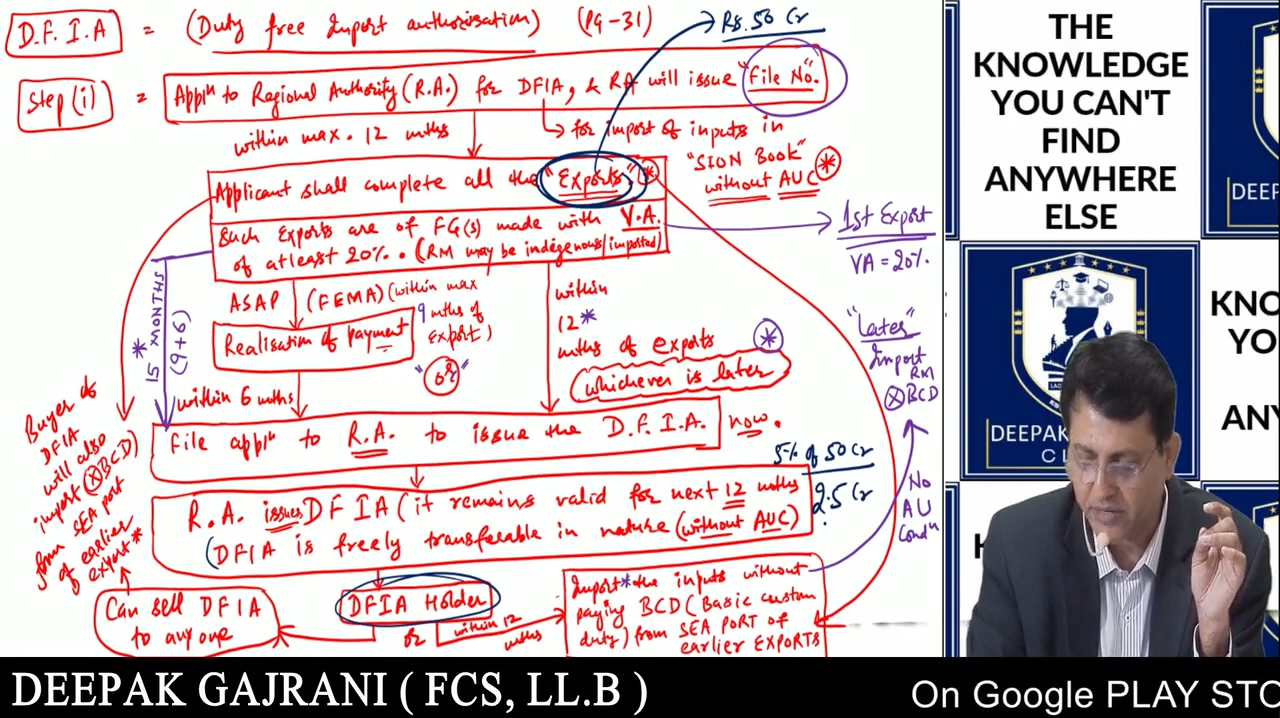 D.F.I.A = (Duty free Import authorisation) (Pg-31)
Rs. 50 Cr
Step (i) = Applⁿ to Regional Authority (R.A.) for DFIA, & RA will issue "File No."
within max. 12 mths
for import of inputs in
"SION Book" *
without AUC
Applicant shall complete all the "Exports" *
Such Exports are of FG(s) made with V.A.
of atleast 20%. (RM may be indigenous/imported)
1st Export
VA = 20%.
ASAP (FEMA) (within max
9 mths of
export)
Realisation of payment
"or"
within
12*
mths of exports *
(whichever is later)
15 MONTHS *
(9+6)
within 6 mths
"Later"
Import
RM
ⓧ BCD
File applⁿ to R.A. to issue the D.F.I.A. now.
5% of 50 Cr
2.5 Cr
R.A. issues DFIA (it remains valid for next 12 mths
(DFIA is freely transferable in nature (without AUC)
No
AU
Condⁿ
Buyer of
DFIA
will also
import (ⓧ BCD)
from SEA port
of earlier
export *
DFIA Holder
or
within 12
mths
Can sell DFIA
to any one
Import* the inputs without
paying BCD (Basic custom
duty) from SEA PORT of
earlier EXPORTS
THE
KNOWLEDGE
YOU CAN'T
FIND
ANYWHERE
ELSE
DEEP
KNO
YO
ANY
DEEPAK
CL
DEEPAK GAJRANI ( FCS, LL.B )
On Google PLAY STO